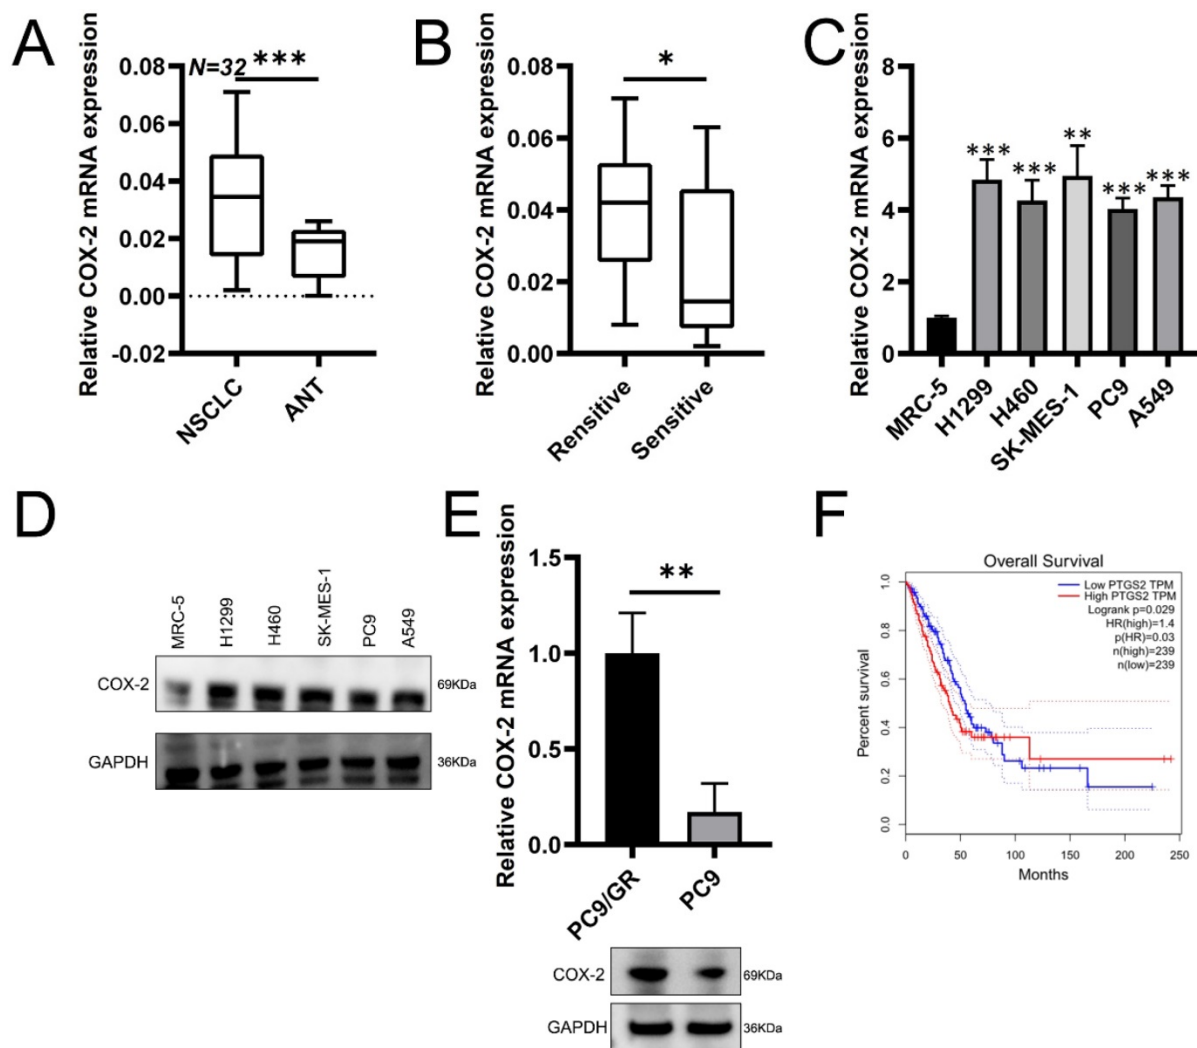 A
Relative COX-2 mRNA expression
N=32
***
0.08
0.06
0.04
0.02
0.00
-0.02
NSCLC
ANT
B
Relative COX-2 mRNA expression
*
0.08
0.06
0.04
0.02
0.00
Rensitive
Sensitive
C
Relative COX-2 mRNA expression
8
6
4
2
0
***
***
**
***
***
MRC-5
H1299
H460
SK-MES-1
PC9
A549
D
MRC-5
H1299
H460
SK-MES-1
PC9
A549
COX-2
69KDa
GAPDH
36KDa
E
Relative COX-2 mRNA expression
1.5
1.0
0.5
0.0
**
PC9/GR
PC9
COX-2
69KDa
GAPDH
36KDa
F
Overall Survival
Low PTGS2 TPM
High PTGS2 TPM
Logrank p=0.029
HR(high)=1.4
p(HR)=0.03
n(high)=239
n(low)=239
Percent survival
1.0
0.8
0.6
0.4
0.2
0.0
0 50 100 150 200 250
Months